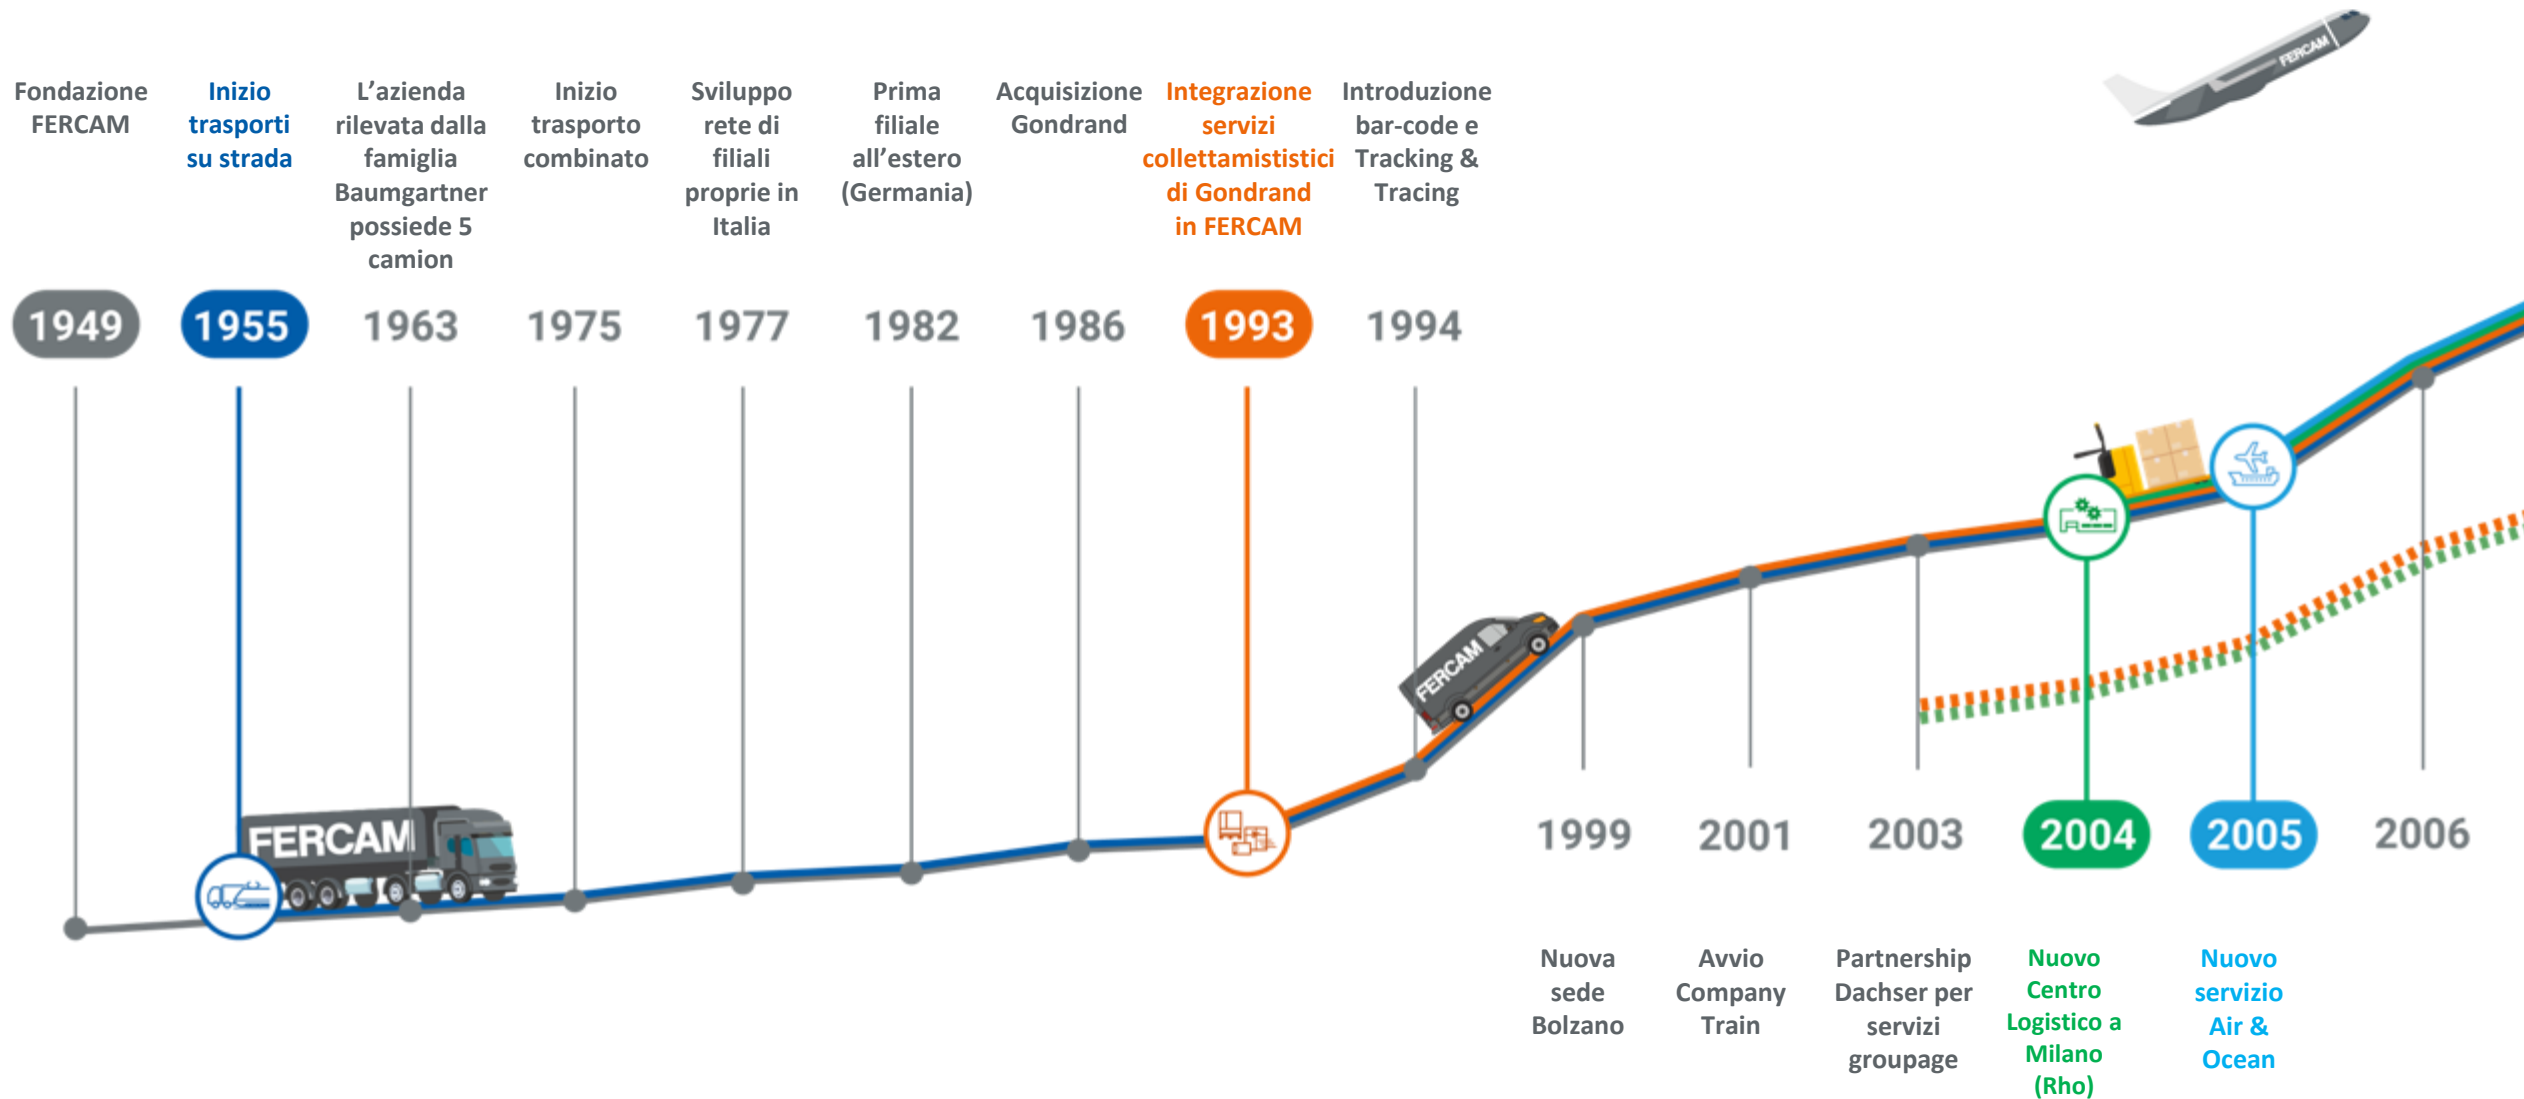 FERCAM
Fondazione
FERCAM
Inizio
trasporti
su strada
L'azienda
rilevata dalla
famiglia
Baumgartner
possiede 5
camion
Inizio
trasporto
combinato
Sviluppo
rete di
filiali
proprie in
Italia
Prima
filiale
all'estero
(Germania)
Acquisizione
Gondrand
Integrazione
servizi
collettamististici
di Gondrand
in FERCAM
Introduzione
bar-code e
Tracking &
Tracing
1949
1955
1963
1975
1977
1982
1986
1993
1994
FERCAM
FERCAM
1999
2001
2003
2004
2005
2006
Nuova
sede
Bolzano
Avvio
Company
Train
Partnership
Dachser per
servizi
groupage
Nuovo
Centro
Logistico a
Milano
(Rho)
Nuovo
servizio
Air &
Ocean